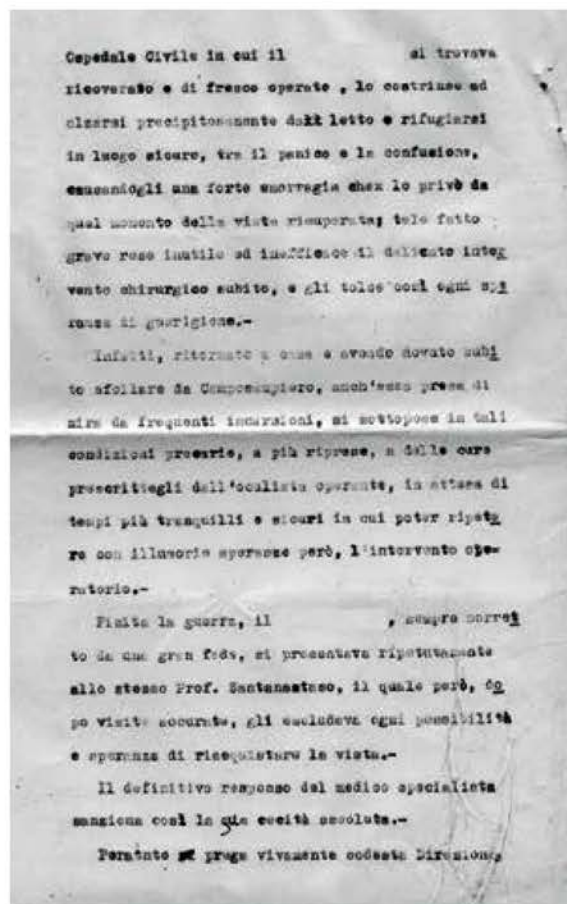 Ospedale Civile in cui il si trovava
ricoverato e di fresco operato , lo costrinse ad
alzarsi precipitosamente dall letto e rifugiarsi
in luogo sicuro, tra il panico e la confusione,
causandogli una forte emorragia chex lo privò da
quel momento della vista ricuperata; tale fatto
grave rese inutile ed inefficace il delicato integ
vento chirurgico subito, e gli tolse così ogni spi
ranza di guarigione.-
Infatti, ritornato a casa e avendo dovuto subi
to sfollare da Camposampiero, anch'esso presa di
mira da frequenti incursioni, si sottopose in tali
condizioni precarie, a più riprese, a delle cure
prescrittegli dall'oculista operante, in attesa di
tempi più tranquilli e sicuri in cui poter ripete
re con illusorie speranze però, l'intervento ope-
ratorio.-
Finita la guerra, il , sempre sorret
to da una gran fede, si presentava ripetutamente
allo stesso Prof. Santanastaso, il quale però, do
po visite accurate, gli escludeva ogni possibilità
e speranza di riacquistare la vista.-
Il definitivo responso del medico specialista
sanziona così la sua cecità assoluta.-
Pertanto si prega vivamente codesta Direzione,